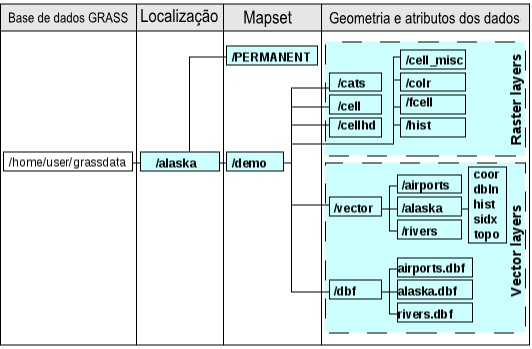 Base de dados GRASS
Localização
Mapset
Geometria e atributos dos dados
/PERMANENT
/cell_misc
/cats
/colr
/cell
/fcell
/cellhd
/hist
Raster layers
/home/user/grassdata
/alaska
/demo
/vector
/airports
/alaska
/rivers
coor
dbln
hist
sidx
topo
/dbf
airports.dbf
alaska.dbf
rivers.dbf
Vector layers